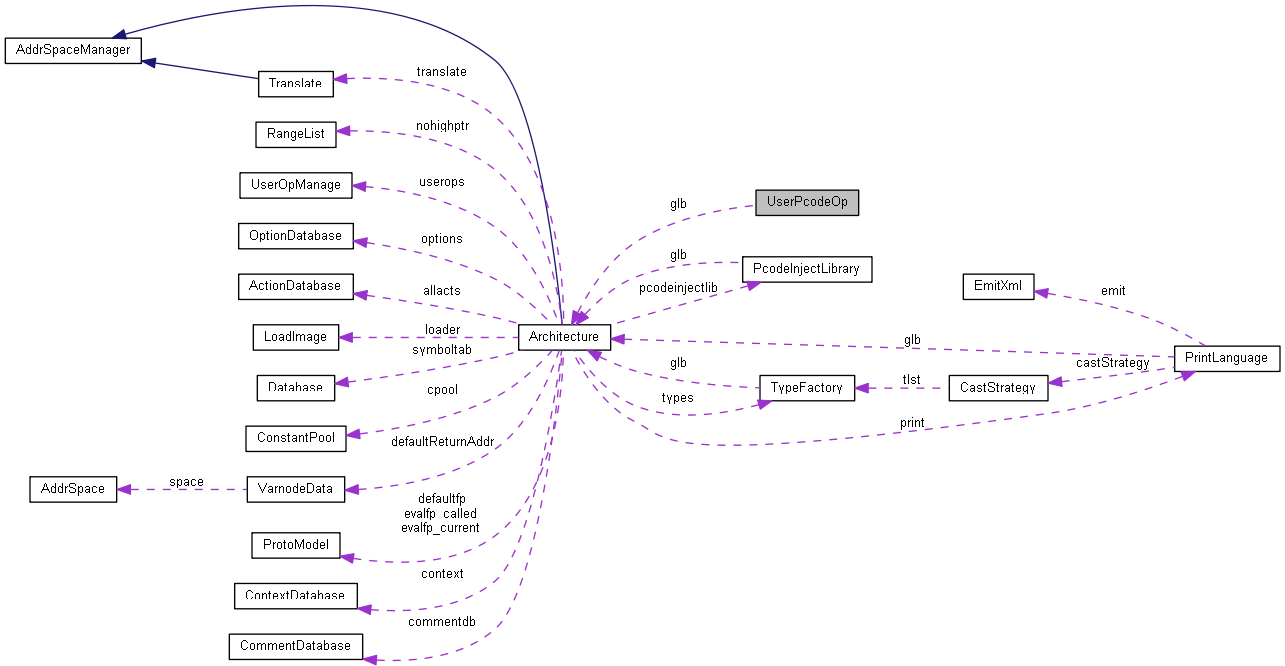 AddrSpaceManager
translate
Translate
nohighptr
RangeList
userops
UserOpManage
glb
UserPcodeOp
options
OptionDatabase
glb
PcodeInjectLibrary
allacts
pcodeinjectlib
ActionDatabase
EmitXml
emit
loader
LoadImage
Architecture
glb
symboltab
PrintLanguage
glb
castStrategy
Database
tlst
TypeFactory
CastStrategy
cpool
types
print
ConstantPool
defaultReturnAddr
AddrSpace
space
VarnodeData
defaultfp
evalfp_called
evalfp_current
ProtoModel
context
ContextDatabase
commentdb
CommentDatabase